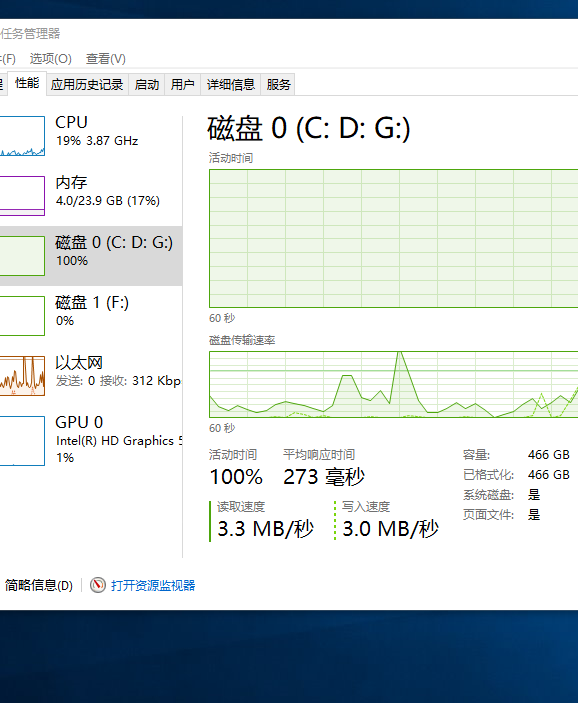 任务管理器
(F) 选项(O) 查看(V)
性能 应用历史记录 启动 用户 详细信息 服务
CPU
19% 3.87 GHz
内存
4.0/23.9 GB (17%)
磁盘 0 (C: D: G:)
100%
磁盘 1 (F:)
0%
以太网
发送: 0 接收: 312 Kbp
GPU 0
Intel(R) HD Graphics 5
1%
磁盘 0 (C: D: G:)
活动时间
60 秒
磁盘传输速率
60 秒
活动时间
100%
平均响应时间
273 毫秒
读取速度
3.3 MB/秒
写入速度
3.0 MB/秒
容量: 466 GB
已格式化: 466 GB
系统磁盘: 是
页面文件: 是
简略信息(D) 打开资源监视器